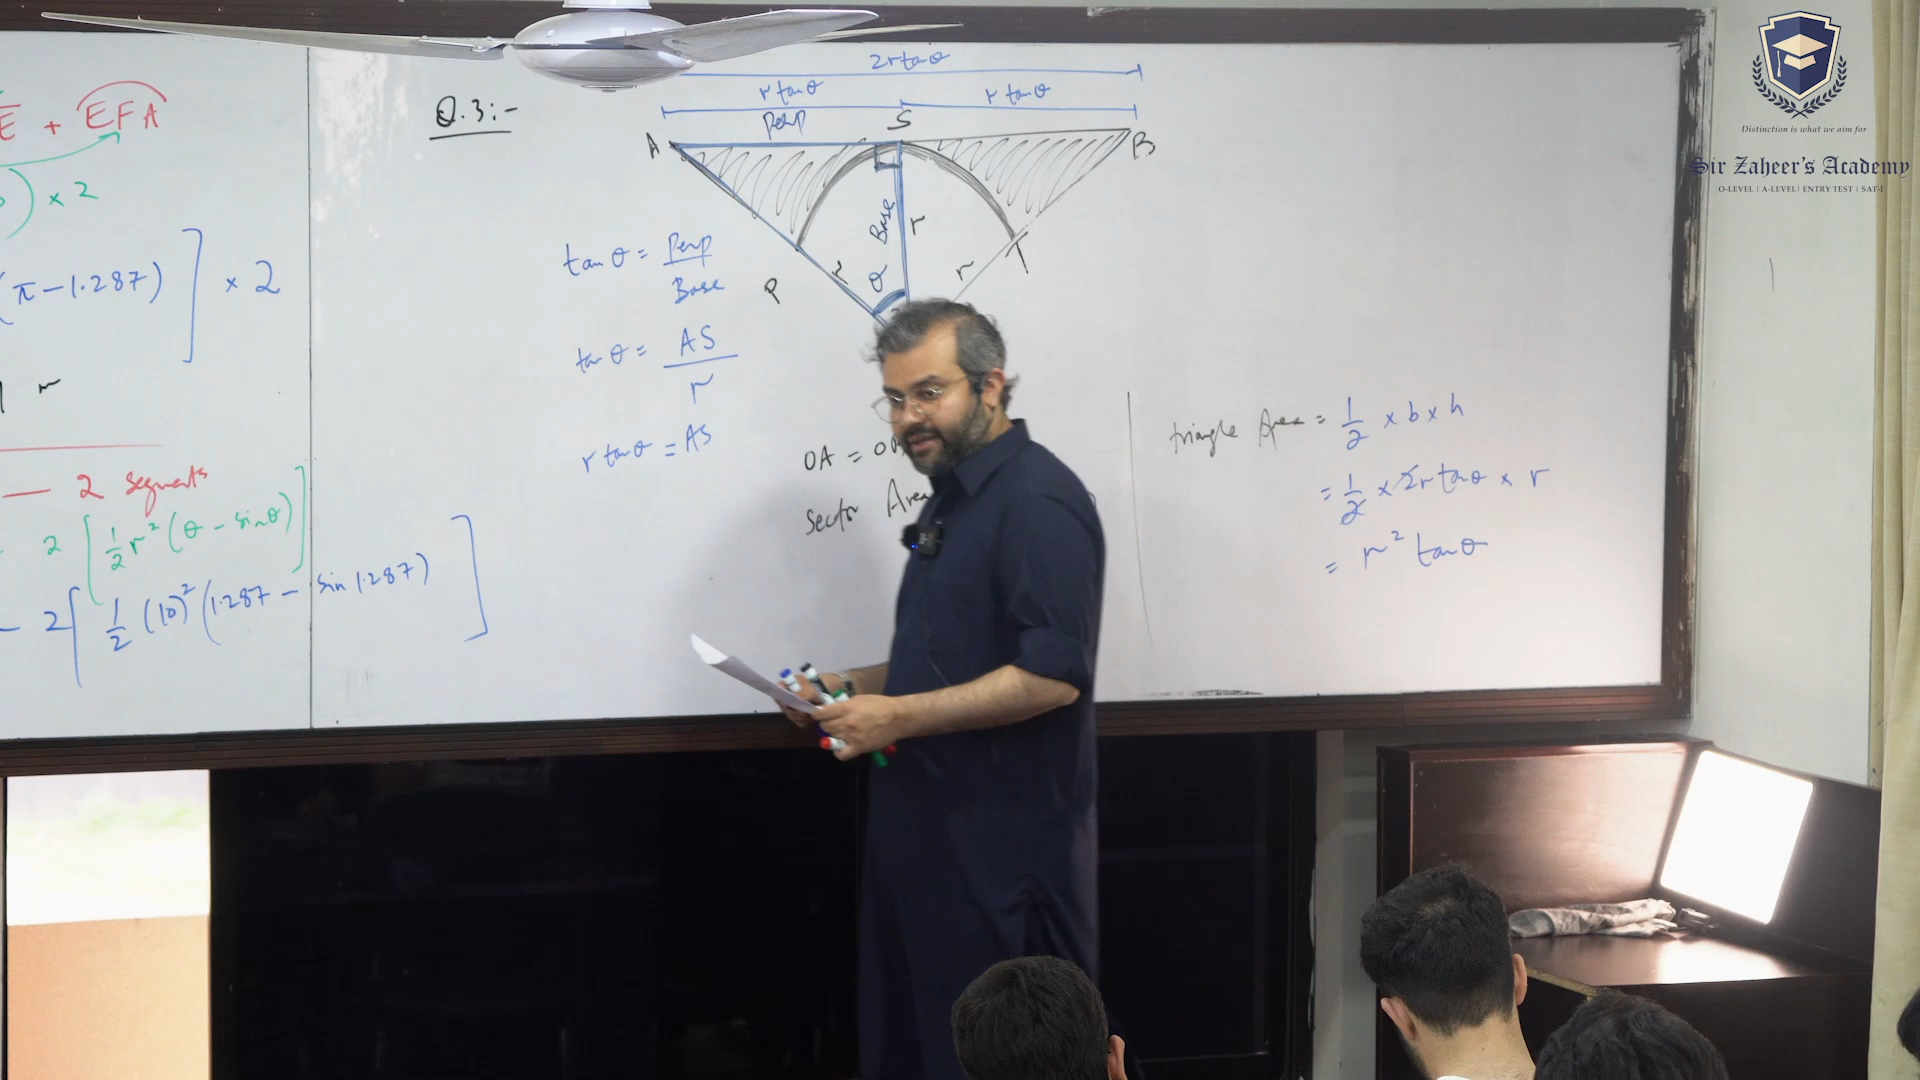 E + EFA
) × 2
(π - 1.287) ] × 2
— 2 segments
2 [ 1/2 r² (θ - sinθ) ]
— 2 [ 1/2 (10)² (1.287 - sin 1.287) ]
Q.3:-
2r tan θ
r tan θ
r tan θ
Perp
A
S
B
Base
r
θ
r
r
P
T
tan θ = Perp / Base
tan θ = AS / r
r tan θ = AS
OA = O
Sector Area
triangle Area = 1/2 × b × h
= 1/2 × 2r tan θ × r
= r² tan θ
Distinction is what we aim for
Sir Zaheer's Academy
O-LEVEL | A-LEVEL | ENTRY TEST | SAT-I